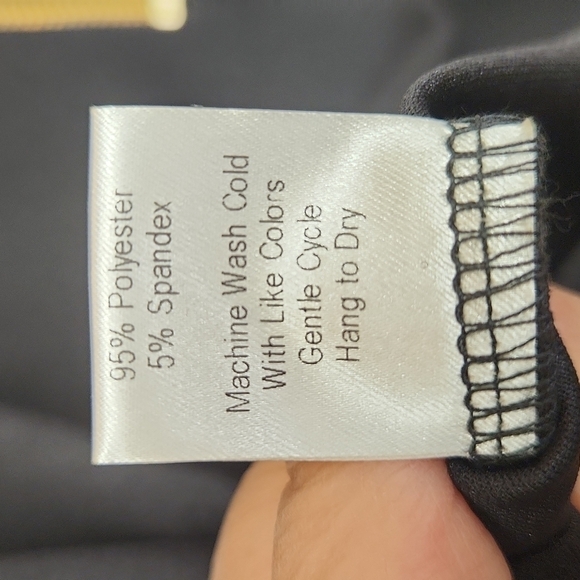 95% Polyester
5% Spandex
Machine Wash Cold
With Like Colors
Gentle Cycle
Hang to Dry